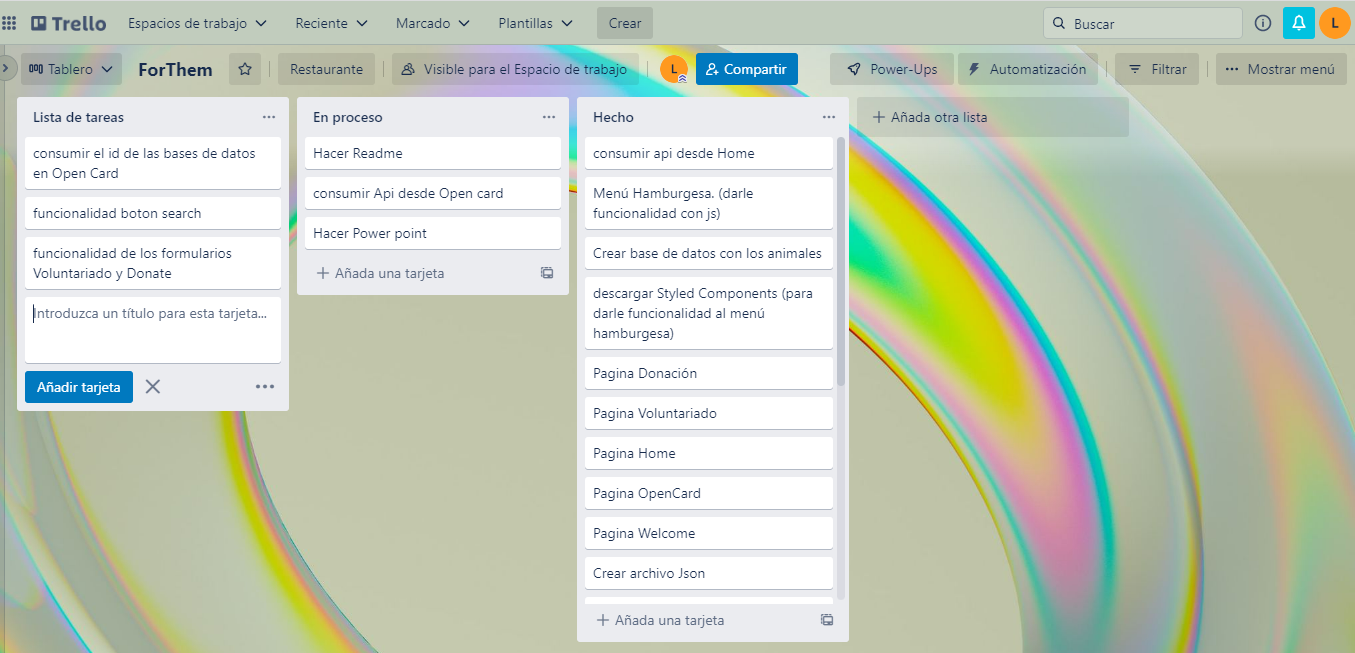 Trello
Espacios de trabajo
Reciente
Marcado
Plantillas
Crear
Buscar
L
Tablero
ForThem
Restaurante
Visible para el Espacio de trabajo
L
Compartir
Power-Ups
Automatización
Filtrar
Mostrar menú
Lista de tareas
consumir el id de las bases de datos
en Open Card
funcionalidad boton search
funcionalidad de los formularios
Voluntariado y Donate
Introduzca un título para esta tarjeta...
Añadir tarjeta
En proceso
Hacer Readme
consumir Api desde Open card
Hacer Power point
Añada una tarjeta
Hecho
consumir api desde Home
Menú Hamburgesa. (darle
funcionalidad con js)
Crear base de datos con los animales
descargar Styled Components (para
darle funcionalidad al menú
hamburgesa)
Pagina Donación
Pagina Voluntariado
Pagina Home
Pagina OpenCard
Pagina Welcome
Crear archivo Json
Añada una tarjeta
Añada otra lista